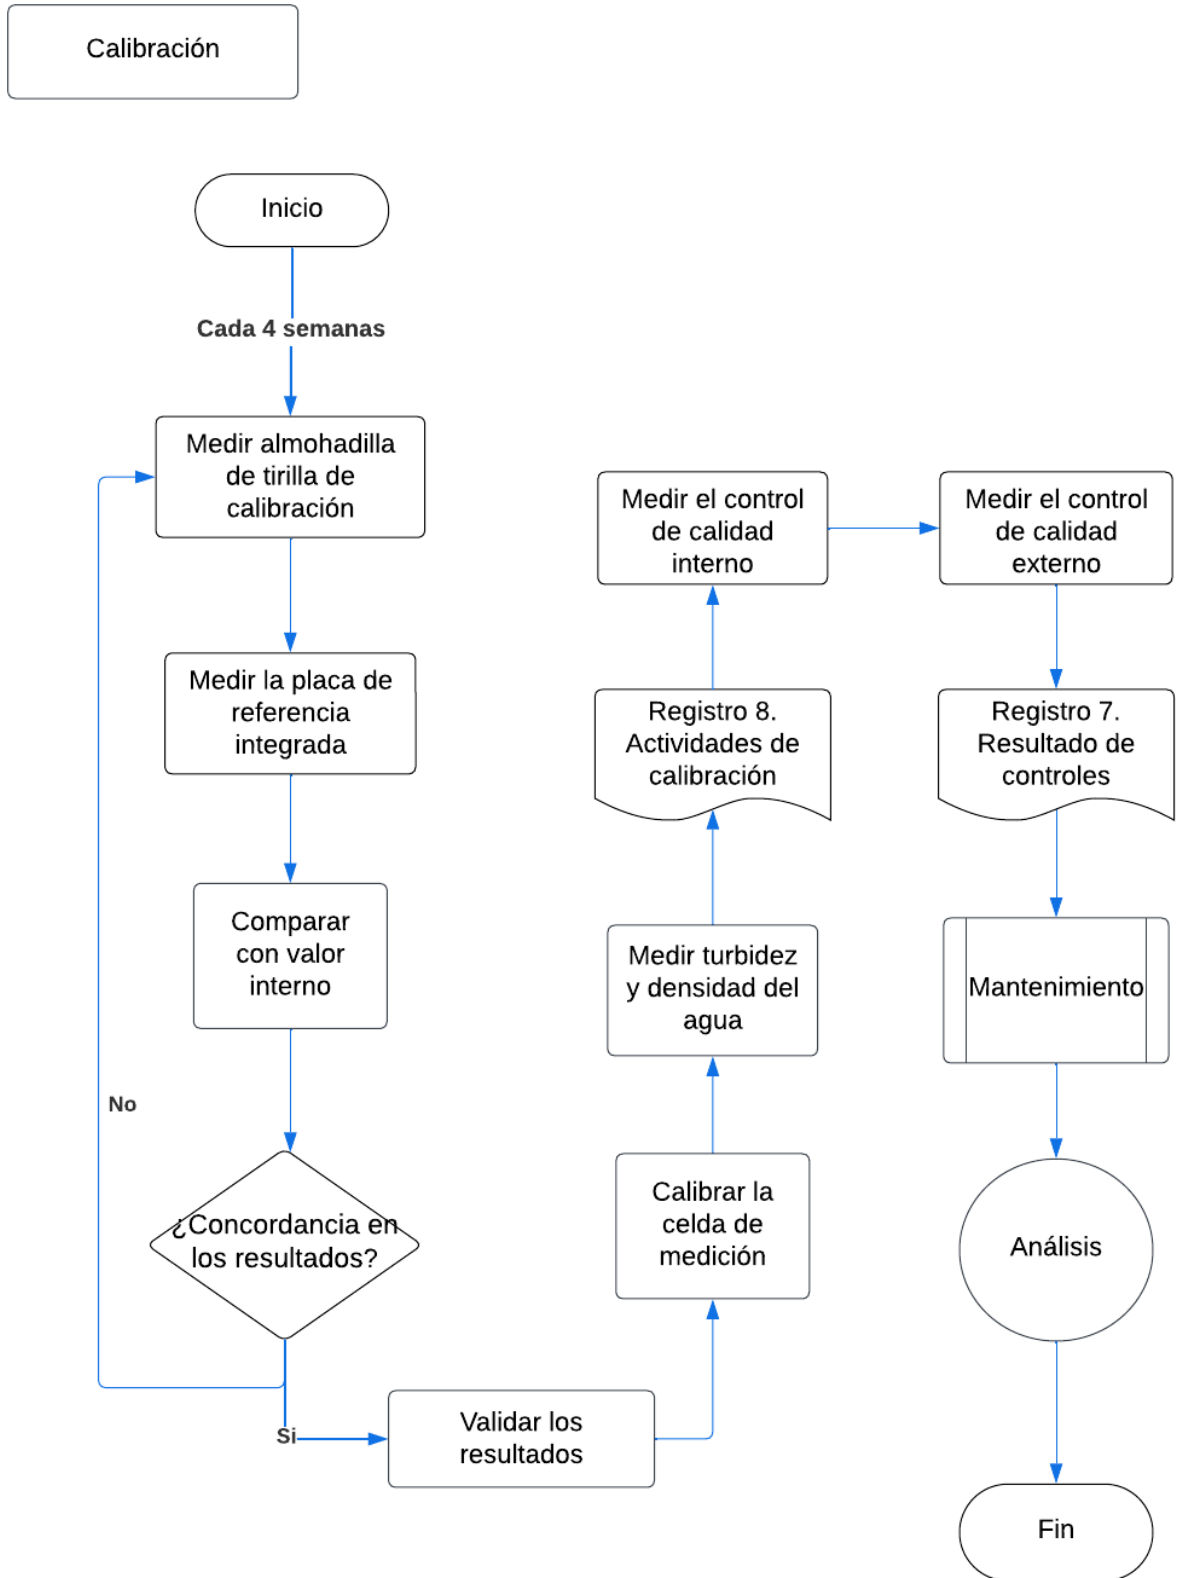 Calibración
Inicio
Cada 4 semanas
Medir almohadilla
de tirilla de
calibración
Medir la placa de
referencia
integrada
Comparar
con valor
interno
No
¿Concordancia en
los resultados?
Si
Validar los
resultados
Calibrar la
celda de
medición
Medir turbidez
y densidad del
agua
Registro 8.
Actividades de
calibración
Medir el control
de calidad
interno
Medir el control
de calidad
externo
Registro 7.
Resultado de
controles
Mantenimiento
Análisis
Fin